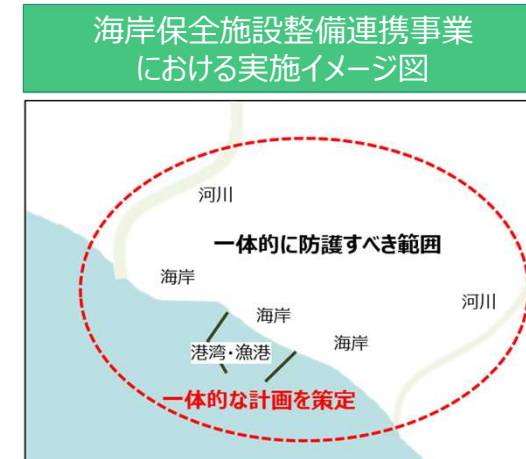 海岸保全施設整備連携事業
における実施イメージ図
河川
一体的に防護すべき範囲
海岸
河川
海岸
海岸
港湾・漁港
一体的な計画を策定